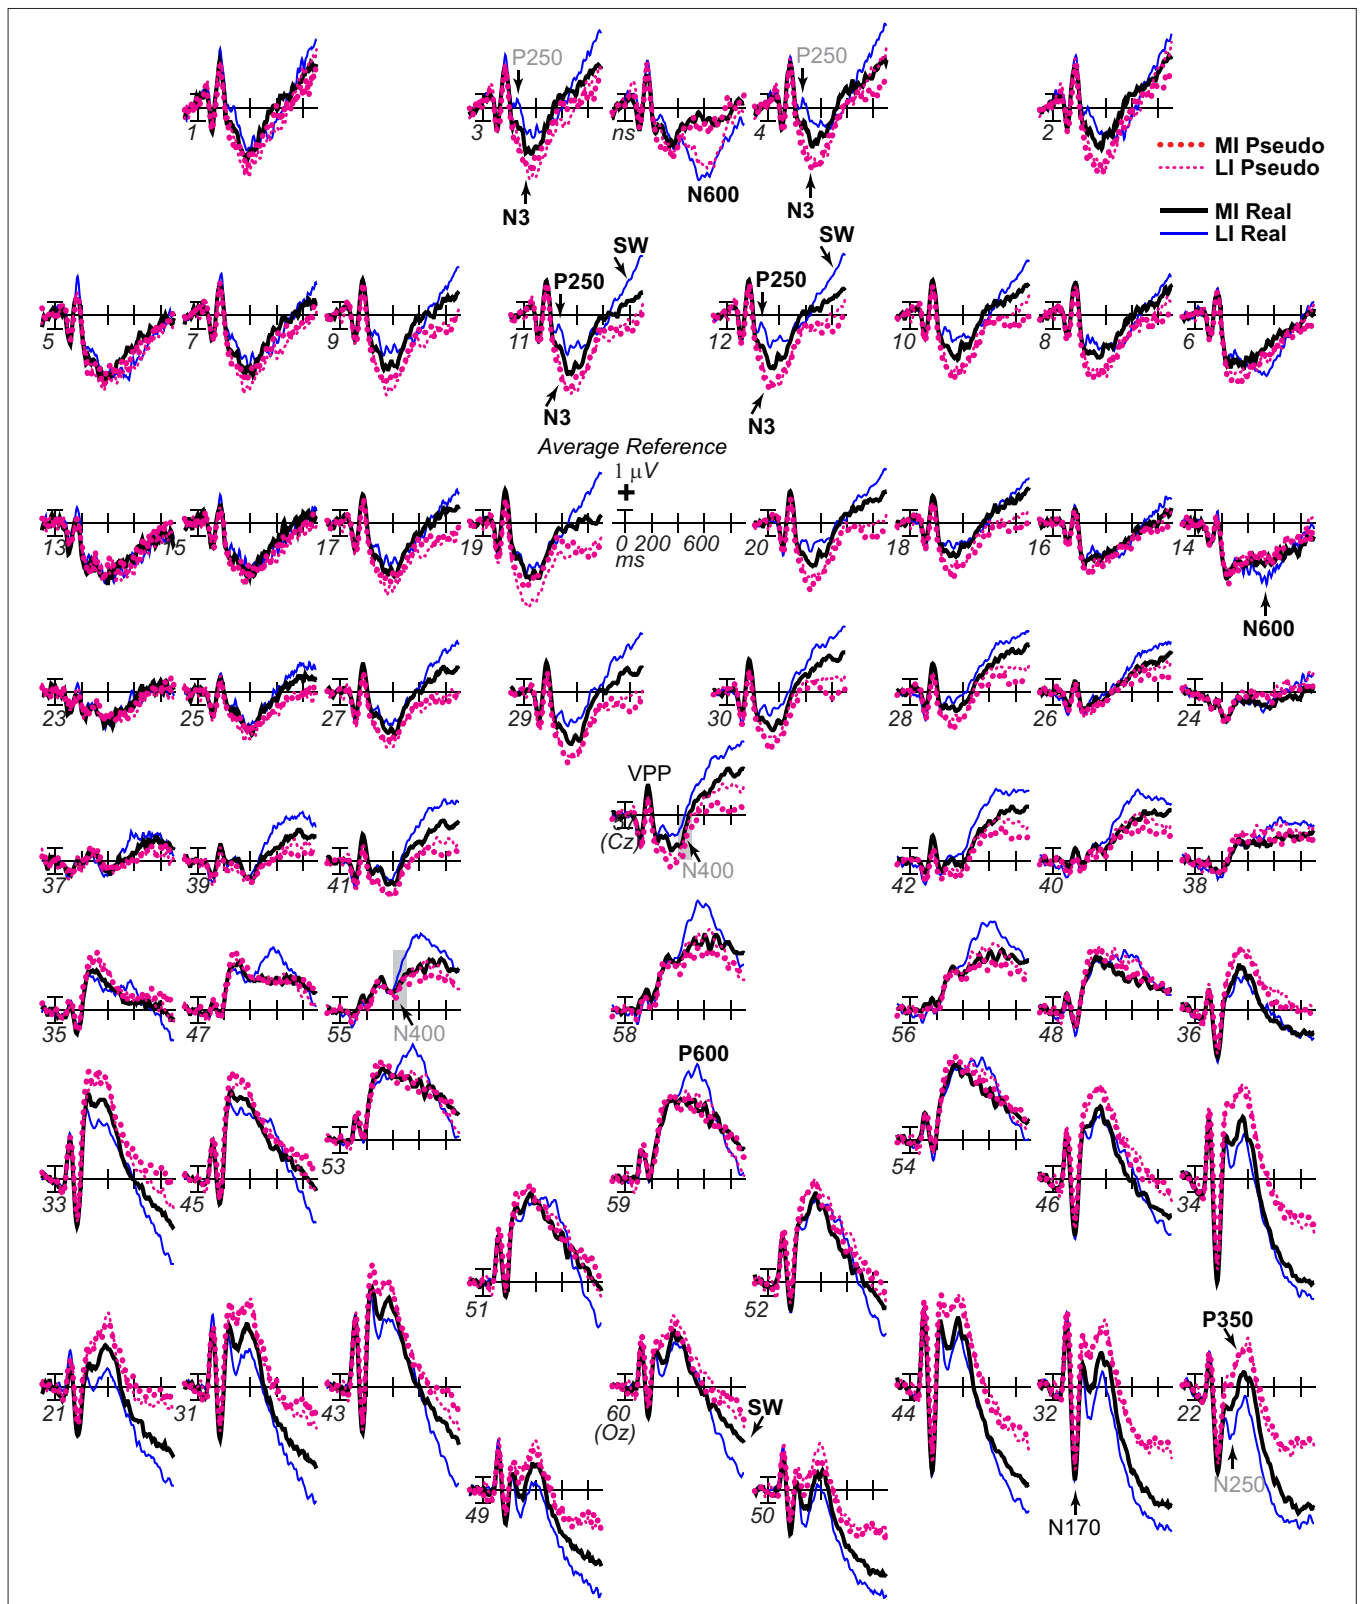 P250 P250
1 3 ns 4 2
MI Pseudo
LI Pseudo
N3 N600 N3
MI Real
LI Real
SW SW
P250 P250
5 7 9 11 12 10 8 6
N3 N3
Average Reference
1 µV
+
13 15 17 19 0 200 600 20 18 16 14
ms
N600
23 25 27 29 30 28 26 24
VPP
37 39 41 (Cz) 42 40 38
N400
35 47 55 58 56 48 36
N400
P600
53 54
33 45 59 46 34
51 52
P350
21 31 43 60 44 32 22
(Oz)
SW
N250
49 50
N170